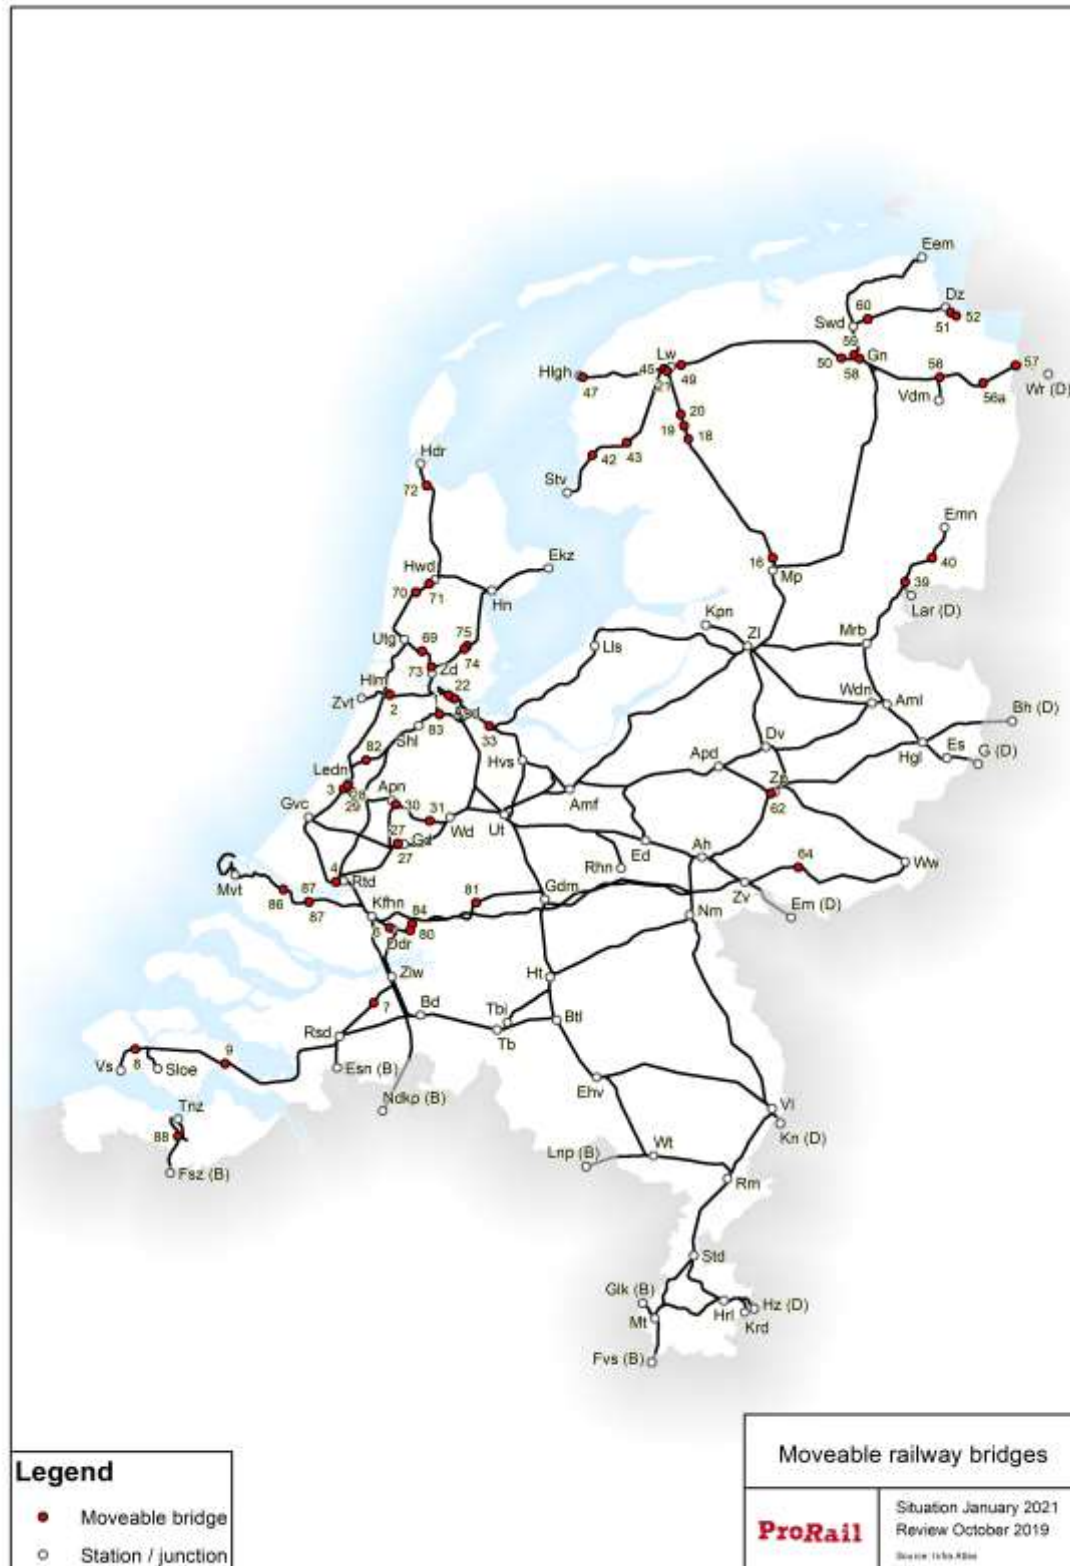 Eem
Dz
60
Swd
51
52
55
Gn
50
58
Lw
45
49
21
Hlgh
47
58
57
56a
Wr (D)
Vdm
20
19
18
43
42
Stv
Hdr
72
Emn
40
39
Lar (D)
16
Mp
Ekz
Hwd
70
71
Hn
Kpn
Zl
Mrb
Utg
69
75
74
73
Zd
Lls
Hlm
2
Zvt
22
Asd
83
33
Shl
Wdn
Aml
Bh (D)
Dv
Es
G (D)
Hgl
82
Ledn
3
28
29
Hvs
Apd
Zp
62
Amf
Gvc
Apn
30
31
Wd
Ut
27
Gd
27
Ed
Ah
Rhn
64
Ww
Mvt
4
Rtd
86
87
87
Kfhn
81
Gdm
Zv
Em (D)
Nm
84
6
Ddr
80
Zlw
Ht
7
Bd
Tbi
Btl
Tb
Rsd
Esn (B)
Ndkp (B)
Vs
8
Sloe
9
Tnz
88
Fsz (B)
Ehv
Vl
Kn (D)
Lnp (B)
Wt
Rm
Std
Glk (B)
Mt
Hrl
Hz (D)
Krd
Fvs (B)
Legend
Moveable bridge
Station / junction
Moveable railway bridges
ProRail
Situation January 2021
Review October 2019
Source: Infra Atlas